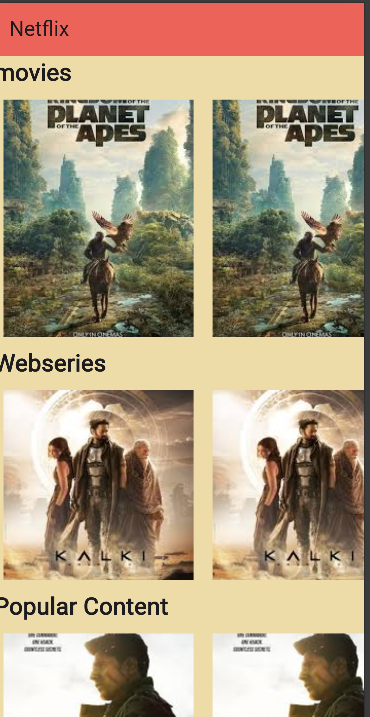 Netflix
movies
KINGDOM OF THE
KINGDOM OF THE
PLANET
PLANET
OF THE APES
OF THE APES
ONLY IN CINEMAS
ONLY IN CINEMAS
Webseries
KALKI
KALKI
Popular Content